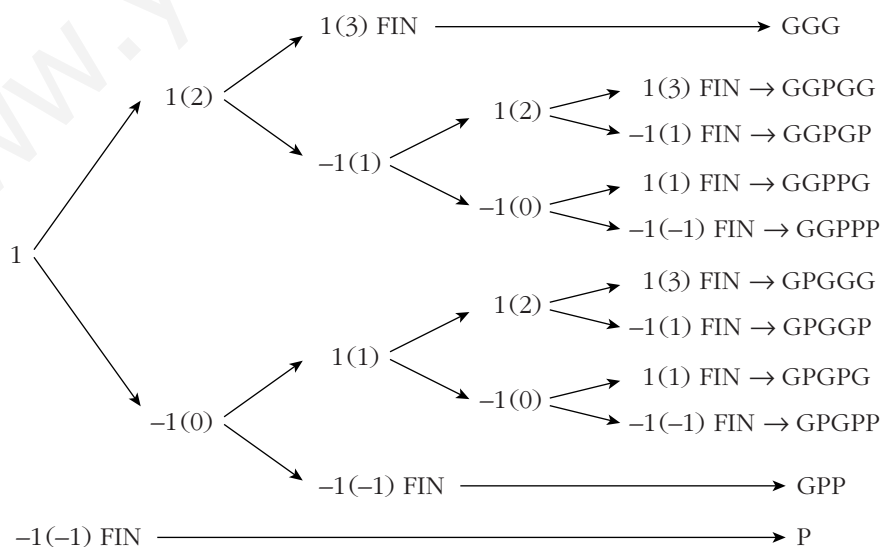 1(3) FIN → GGG
1(2)
1(3) FIN → GGPGG
1(2)
–1(1) FIN → GGPGP
–1(1)
1(1) FIN → GGPPG
–1(0)
–1(–1) FIN → GGPPP
1
1(3) FIN → GPGGG
1(2)
–1(1) FIN → GPGGP
1(1)
1(1) FIN → GPGPG
–1(0)
–1(0)
–1(–1) FIN → GPGPP
–1(–1) FIN → GPP
–1(–1) FIN → P
www.y